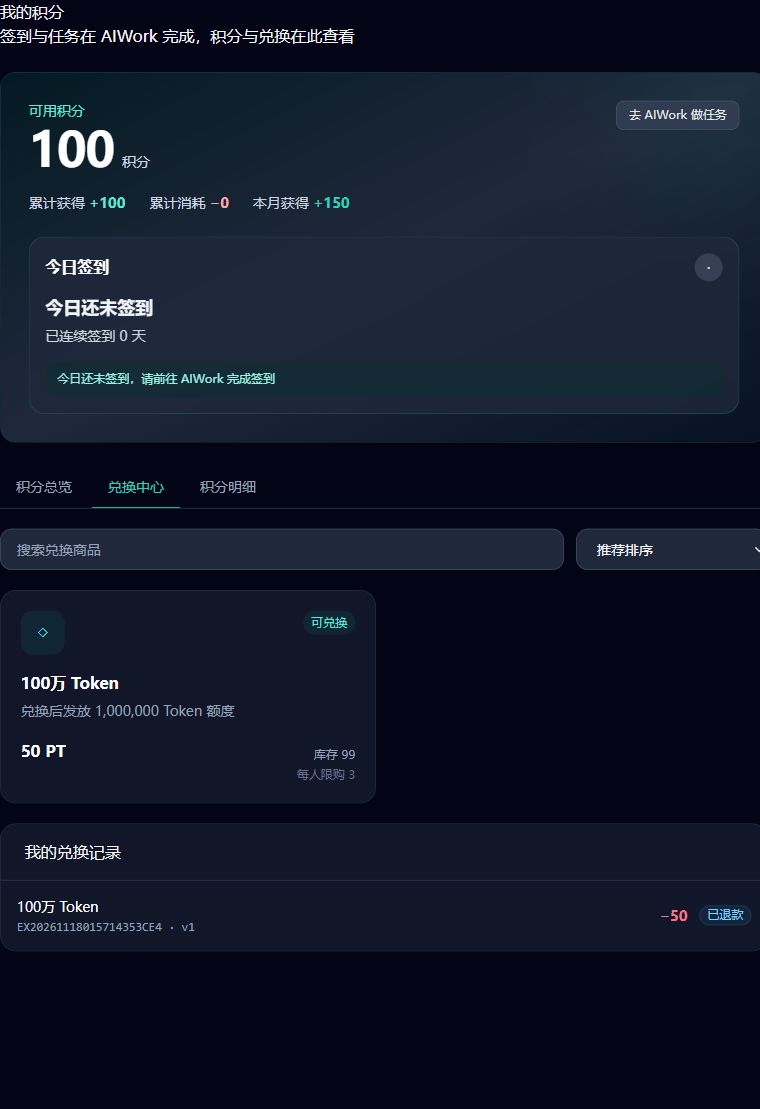 我的积分
签到与任务在 AIWork 完成，积分与兑换在此查看
可用积分
去 AIWork 做任务
100 积分
累计获得 +100 累计消耗 −0 本月获得 +150
今日签到
今日还未签到
已连续签到 0 天
今日还未签到，请前往 AIWork 完成签到
积分总览 兑换中心 积分明细
搜索兑换商品 推荐排序
可兑换
100万 Token
兑换后发放 1,000,000 Token 额度
50 PT
库存 99
每人限购 3
我的兑换记录
100万 Token
EX20261118015714353CE4 · v1
−50 已退款